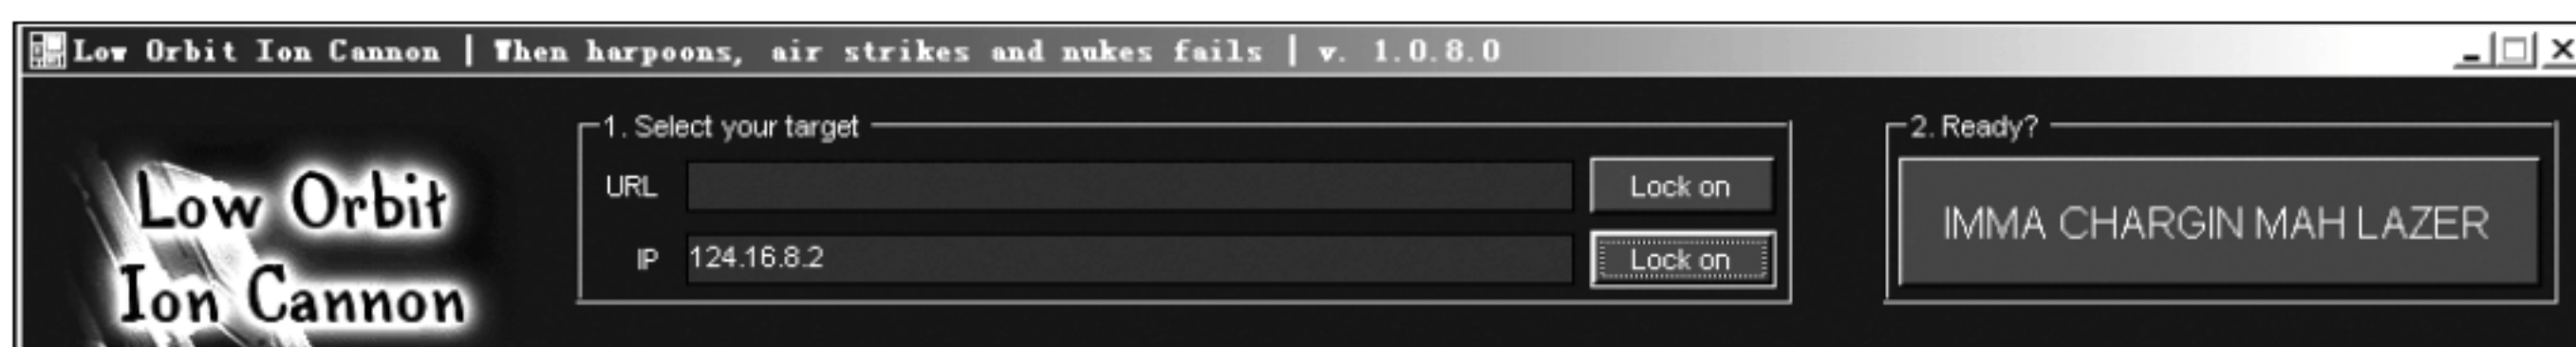 Low Orbit Ion Cannon | When harpoons, air strikes and nukes fails | v. 1.0.8.0
Low Orbit
Ion Cannon
1. Select your target
URL Lock on
IP 124.16.8.2 Lock on
2. Ready?
IMMA CHARGIN MAH LAZER